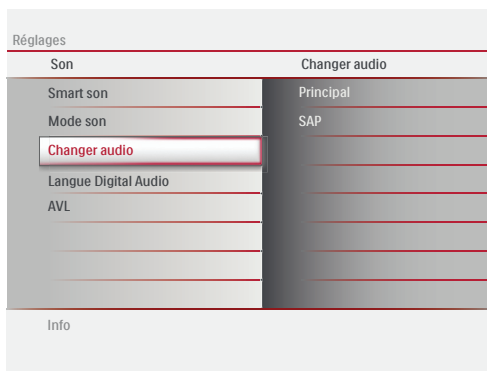 Réglages
Son Changer audio
Smart son Principal
Mode son SAP
Changer audio
Langue Digital Audio
AVL
Info